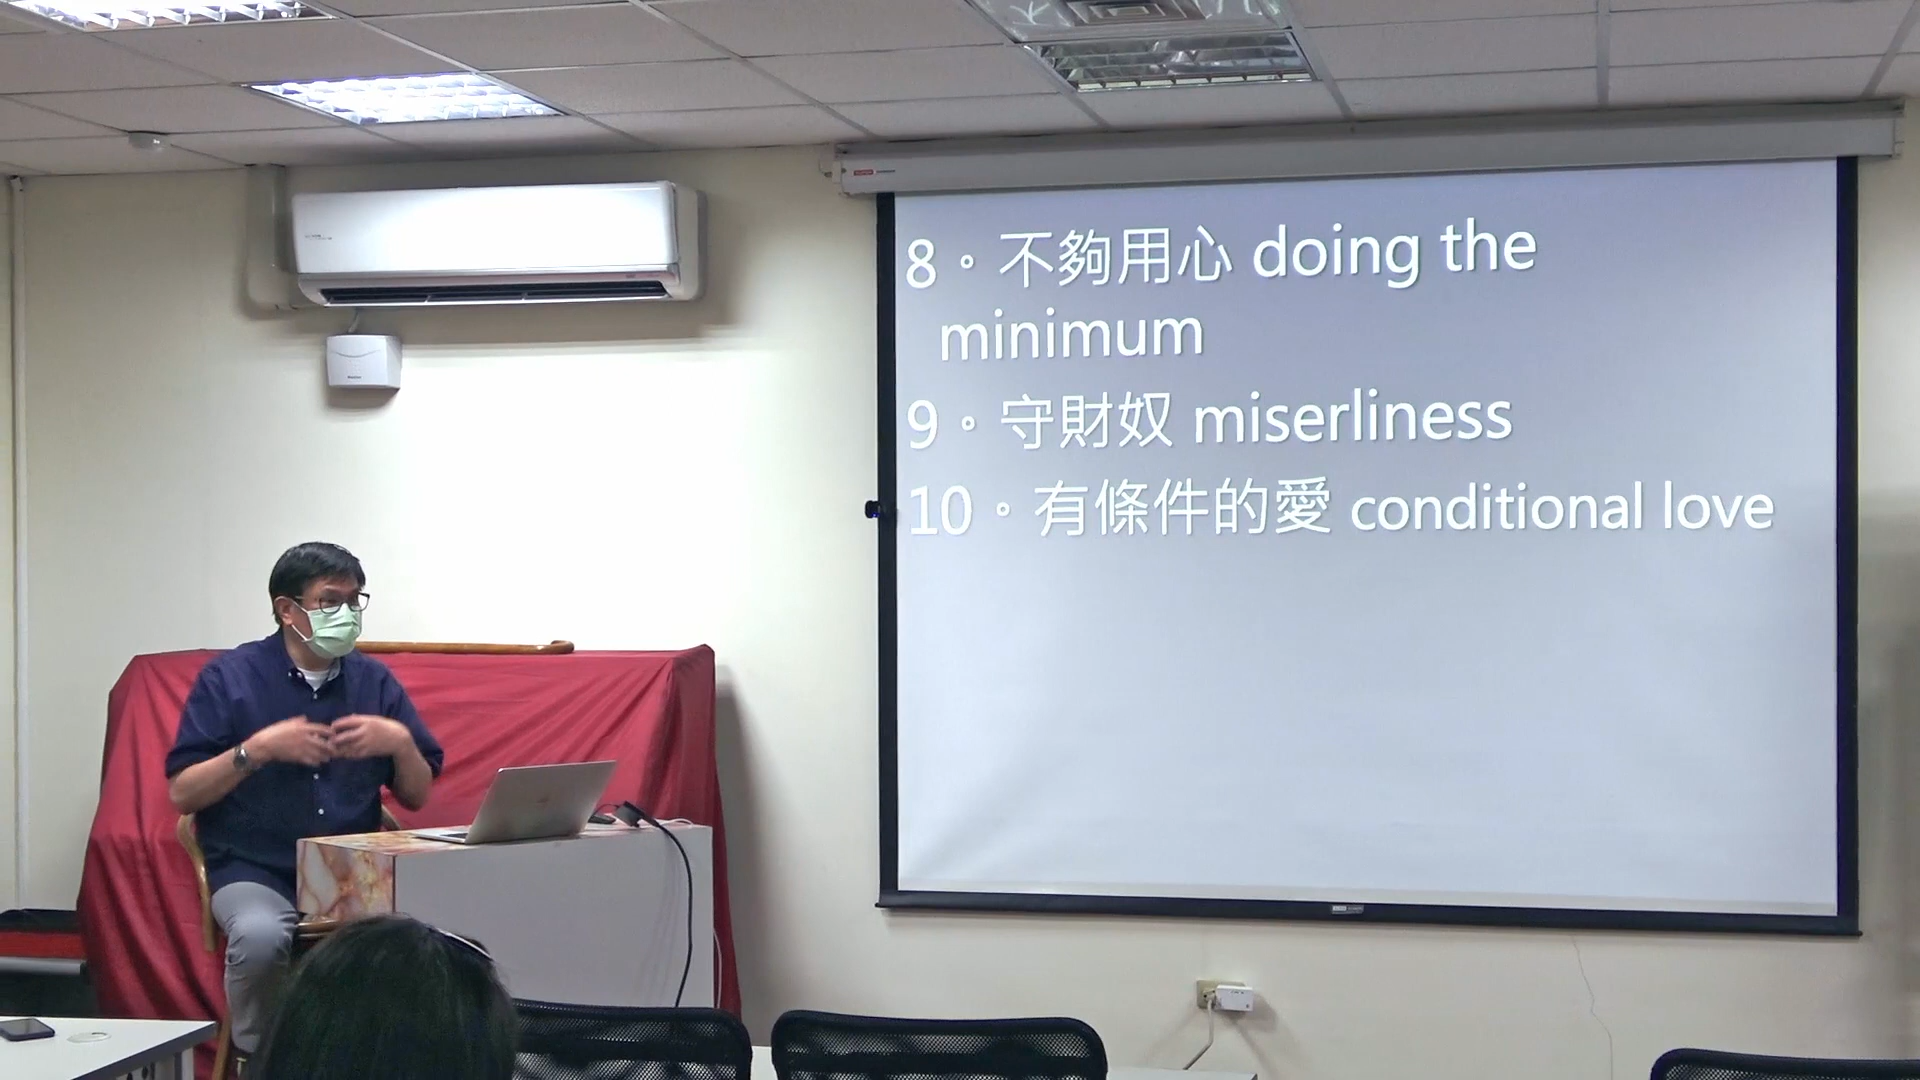 8。不夠用心 doing the
minimum
9。守財奴 miserliness
10。有條件的愛 conditional love